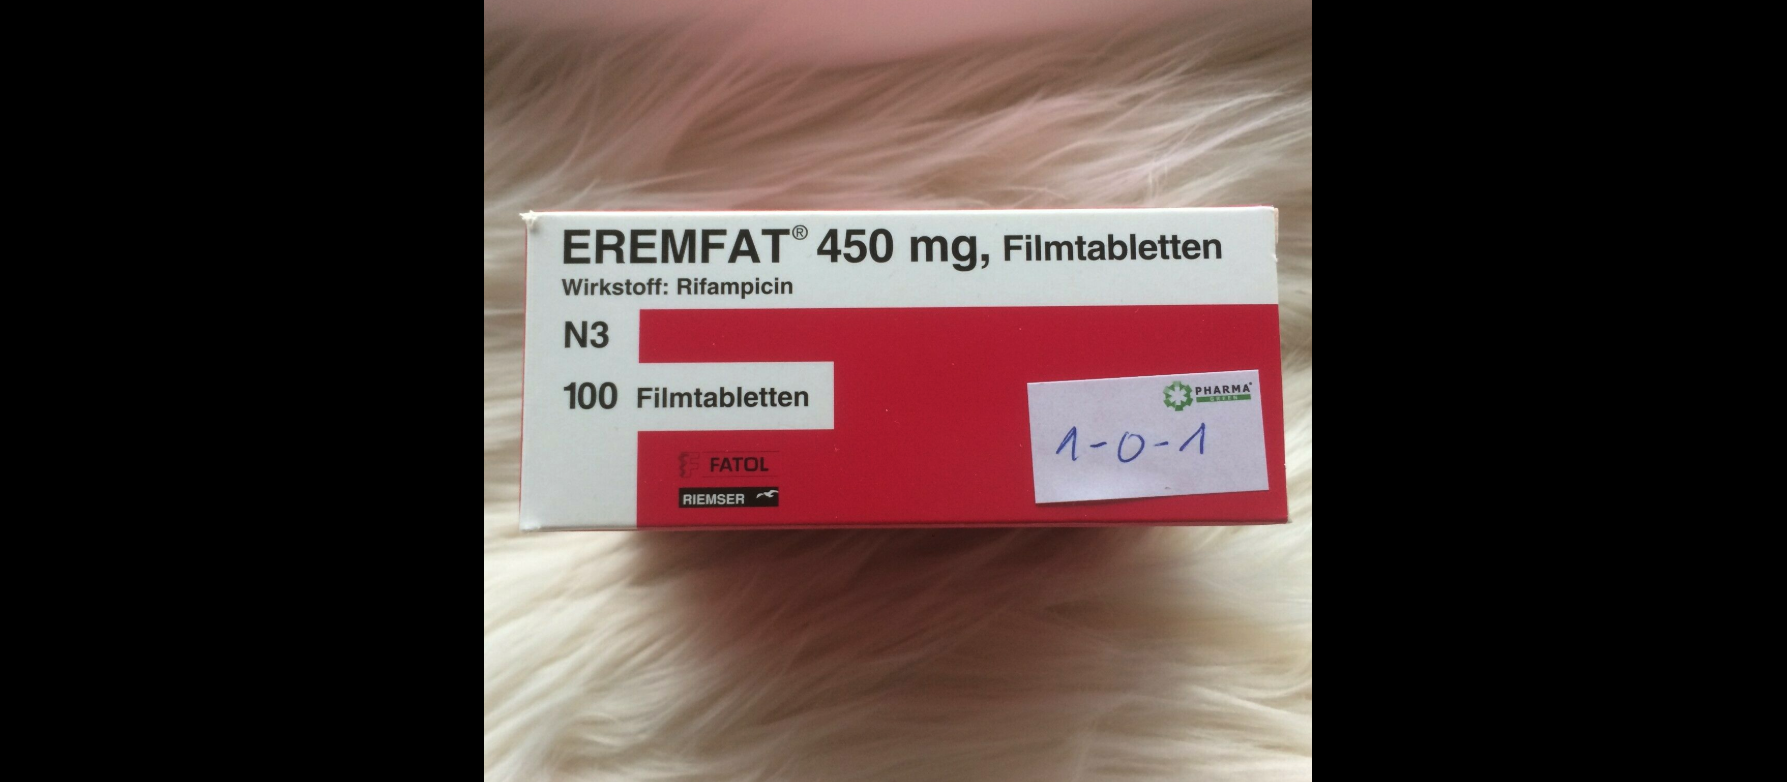 EREMFAT® 450 mg, Filmtabletten
Wirkstoff: Rifampicin
N3
100 Filmtabletten
FATOL
RIEMSER
PHARMA
1-0-1